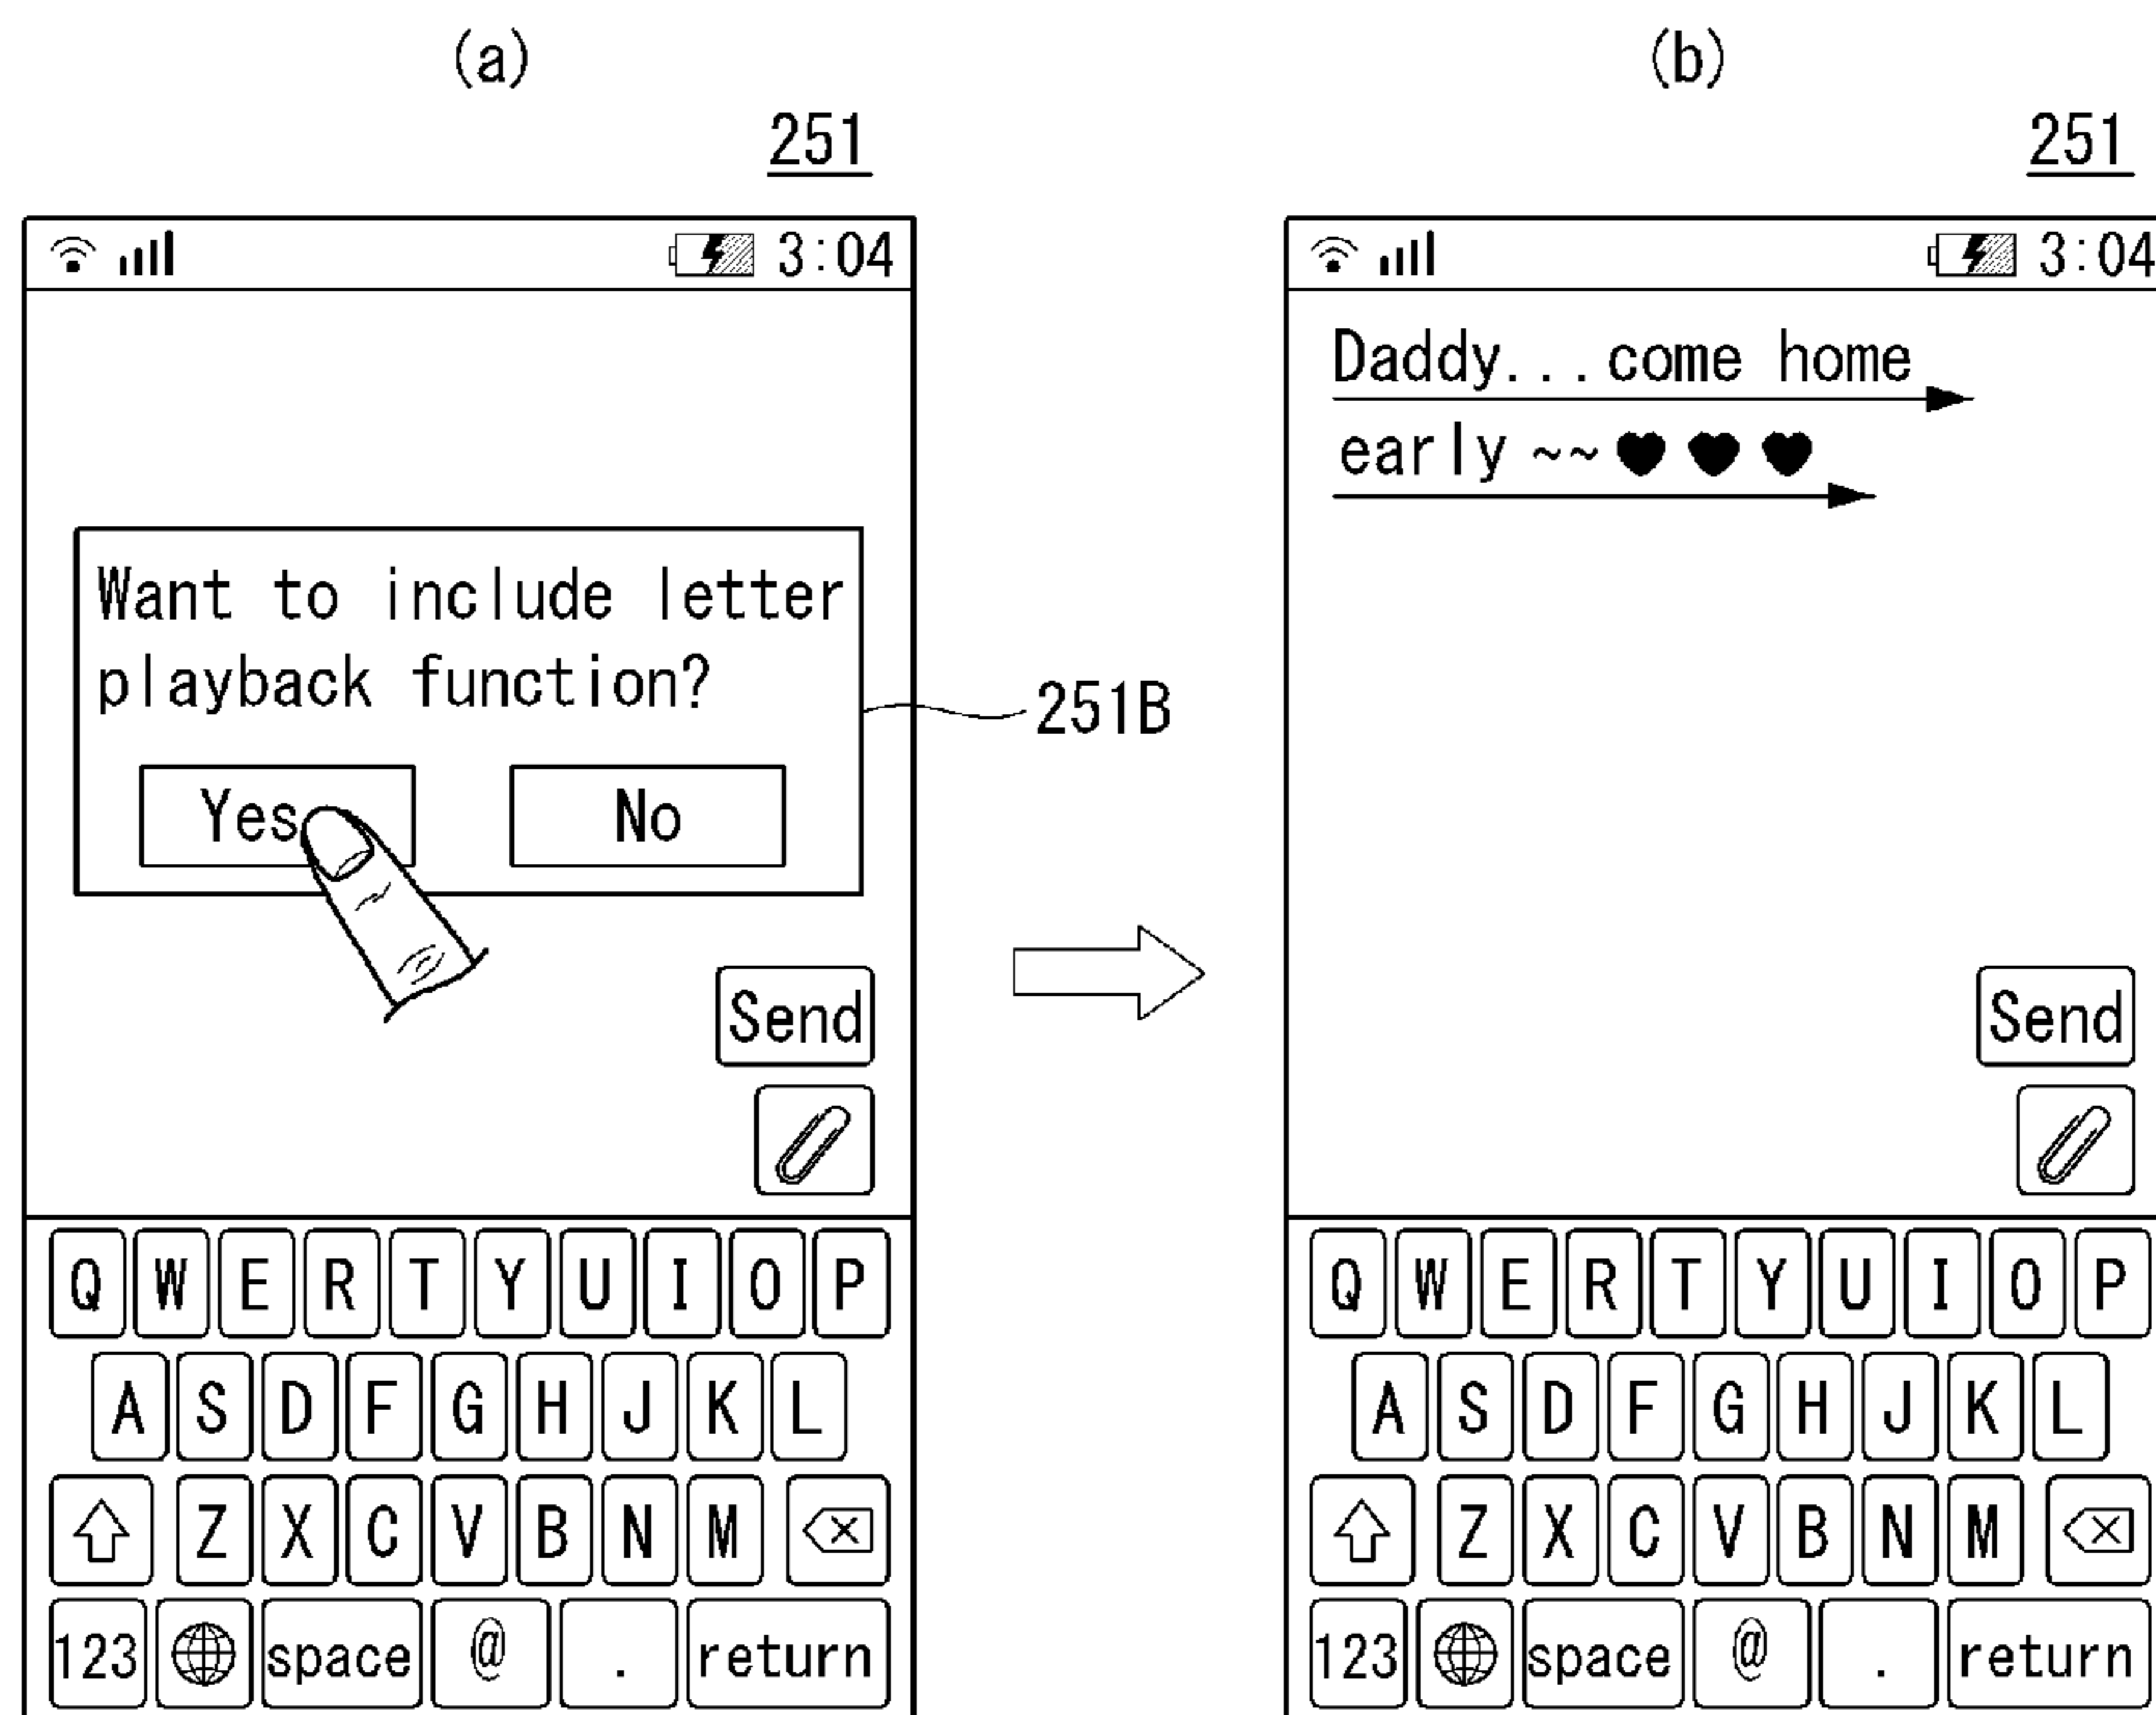 (a)
251
3:04
Want to include letter
playback function?
Yes
No
251B
Send
Q W E R T Y U I O P
A S D F G H J K L
Z X C V B N M
123 space @ . return
(b)
251
3:04
Daddy...come home
early ~~♥ ♥ ♥
Send
Q W E R T Y U I O P
A S D F G H J K L
Z X C V B N M
123 space @ . return